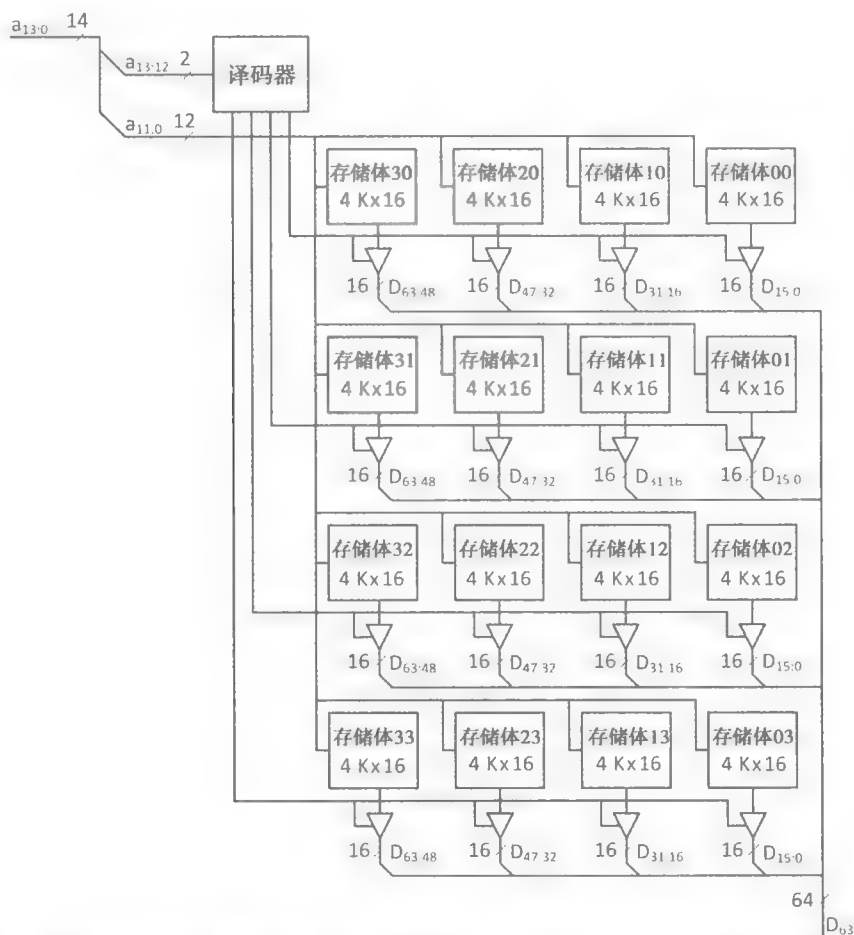 a13:0 14
a13:12 2
译码器
a11:0 12
存储体30 存储体20 存储体10 存储体00
4 Kx16 4 Kx16 4 Kx16 4 Kx16
16 D63:48 16 D47:32 16 D31:16 16 D15:0
存储体31 存储体21 存储体11 存储体01
4 Kx16 4 Kx16 4 Kx16 4 Kx16
16 D63:48 16 D47:32 16 D31:16 16 D15:0
存储体32 存储体22 存储体12 存储体02
4 Kx16 4 Kx16 4 Kx16 4 Kx16
16 D63:48 16 D47:32 16 D31:16 16 D15:0
存储体33 存储体23 存储体13 存储体03
4 Kx16 4 Kx16 4 Kx16 4 Kx16
16 D63:48 16 D47:32 16 D31:16 16 D15:0
64
D63